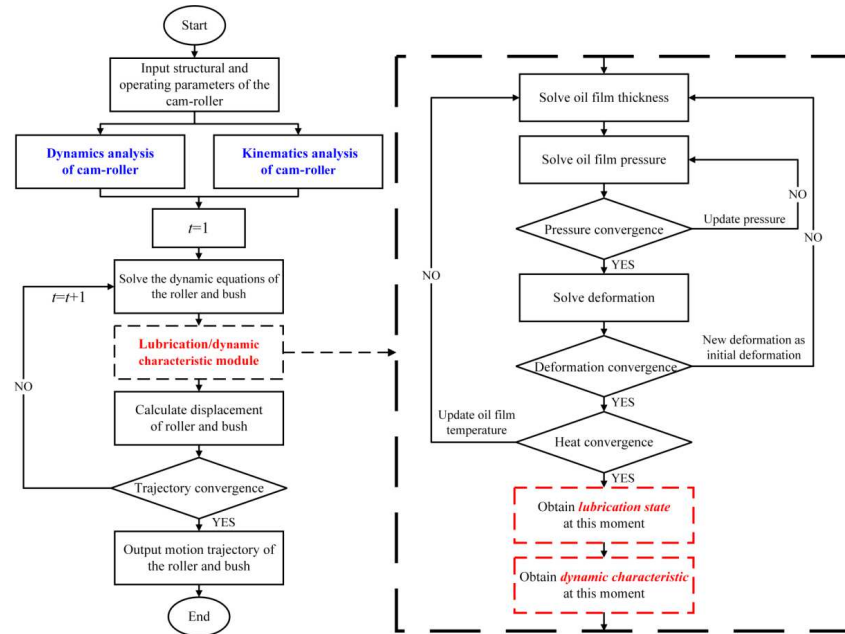 Start
Input structural and
operating parameters of the
cam-roller
Dynamics analysis
of cam-roller
Kinematics analysis
of cam-roller
t=1
Solve the dynamic equations of
the roller and bush
t=t+1
Lubrication/dynamic
characteristic module
NO
Calculate displacement
of roller and bush
Trajectory convergence
YES
Output motion trajectory of
the roller and bush
End
Solve oil film thickness
Solve oil film pressure
NO
Update pressure
Pressure convergence
NO
YES
NO
Solve deformation
New deformation as
initial deformation
Deformation convergence
YES
Update oil film
temperature
Heat convergence
YES
Obtain lubrication state
at this moment
Obtain dynamic characteristic
at this moment